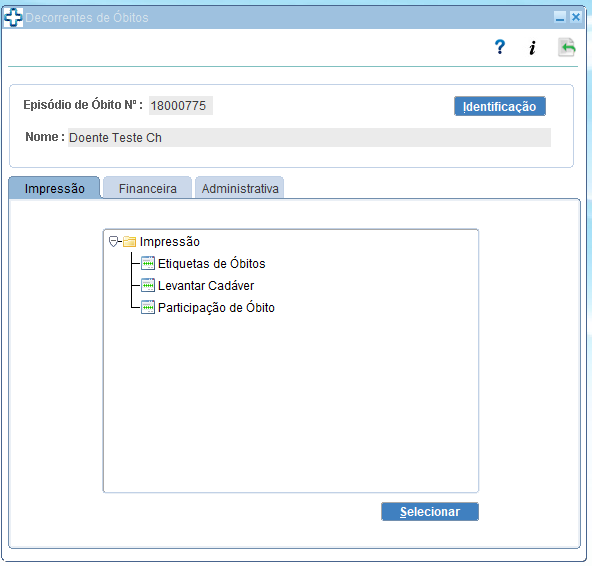 Decorrentes de Óbitos
? i
Episódio de Óbito Nº : 18000775
Identificação
Nome : Doente Teste Ch
Impressão Financeira Administrativa
Impressão
Etiquetas de Óbitos
Levantar Cadáver
Participação de Óbito
Selecionar